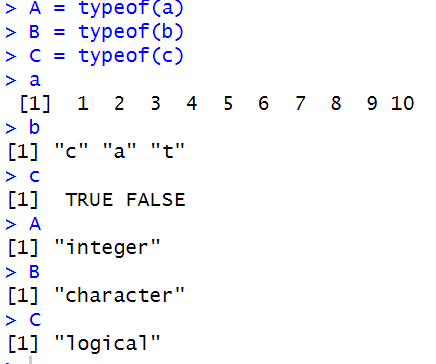 > A = typeof(a)
> B = typeof(b)
> C = typeof(c)
> a
 [1]  1  2  3  4  5  6  7  8  9 10
> b
[1] "c" "a" "t"
> c
[1]  TRUE FALSE
> A
[1] "integer"
> B
[1] "character"
> C
[1] "logical"
>